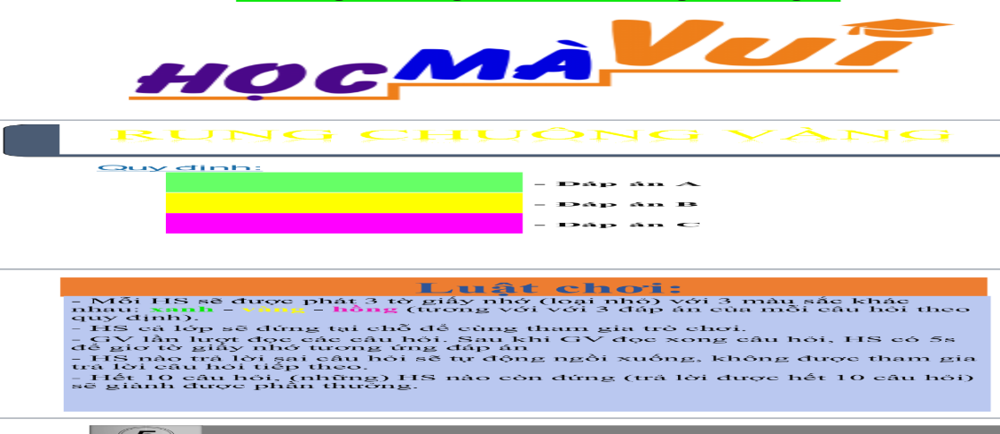 HỌC MÀ VUI
RUNG CHUÔNG VÀNG
Quy định:
- Đáp án A
- Đáp án B
- Đáp án C
Luật chơi:
- Mỗi HS sẽ được phát 3 tờ giấy nhớ (loại nhỏ) với 3 màu sắc khác
nhau: xanh - vàng - hồng (tương với với 3 đáp án của mỗi câu hỏi theo
quy định).
- HS cả lớp sẽ đứng tại chỗ để cùng tham gia trò chơi.
- GV lần lượt đọc các câu hỏi. Sau khi GV đọc xong câu hỏi, HS có 5s
để giơ tờ giấy nhớ tương ứng đáp án
- HS nào trả lời sai câu hỏi sẽ tự động ngồi xuống, không được tham gia
trả lời câu hỏi tiếp theo.
- Hết 10 câu hỏi, (những) HS nào còn đứng (trả lời được hết 10 câu hỏi)
sẽ giành được phần thưởng.